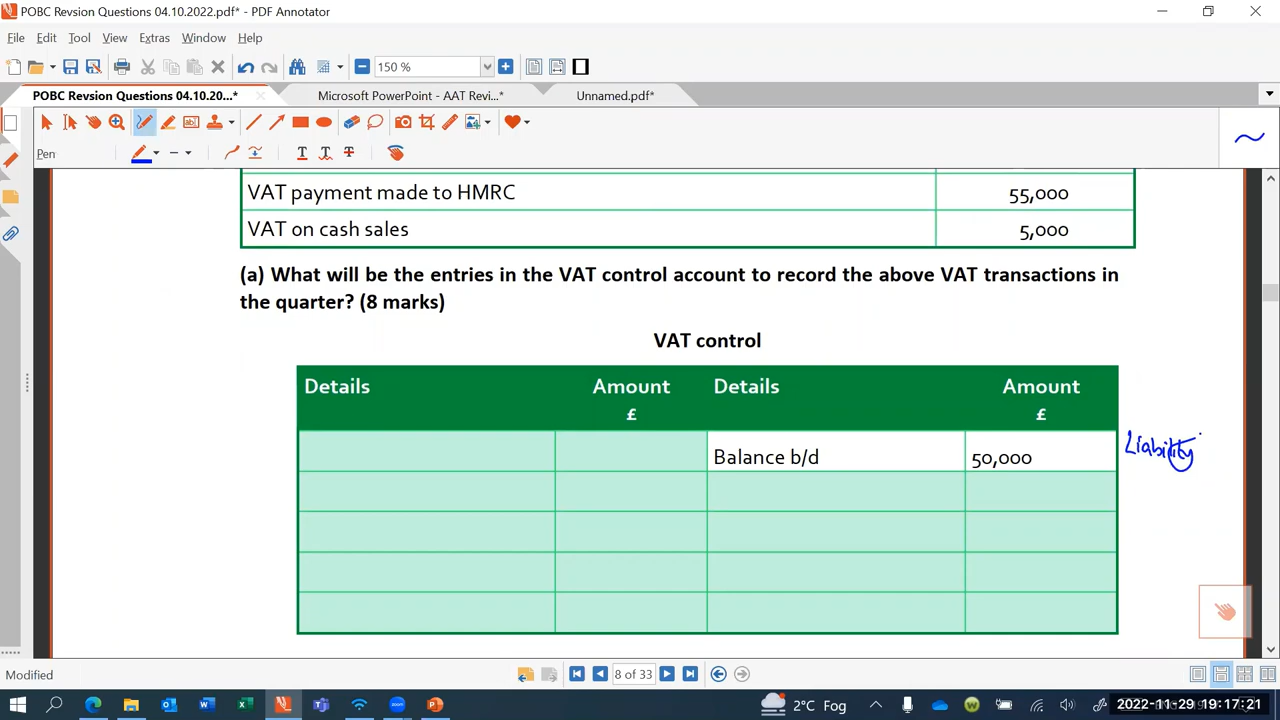 POBC Revision Questions 04.10.2022.pdf* - PDF Annotator
File Edit Tool View Extras Window Help
150 %
POBC Revsion Questions 04.10.20...* Microsoft PowerPoint - AAT Revi...* Unnamed.pdf*
Pen
VAT payment made to HMRC 55,000
VAT on cash sales 5,000
(a) What will be the entries in the VAT control account to record the above VAT transactions in
the quarter? (8 marks)
VAT control
Details Amount Details Amount
£ £
Balance b/d 50,000 Liability
Modified 8 of 33
2°C Fog 2022-11-29 19:17:21